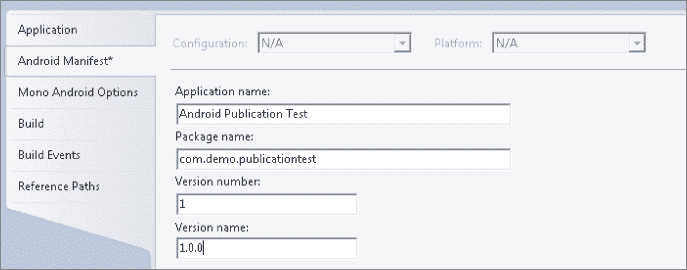 Application
Android Manifest*
Mono Android Options
Build
Build Events
Reference Paths
Configuration: N/A Platform: N/A
Application name:
Android Publication Test
Package name:
com.demo.publicationtest
Version number:
1
Version name:
1.0.0